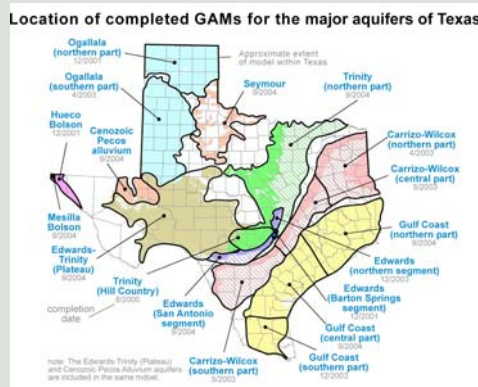 Location of completed GAMs for the major aquifers of Texas
Ogallala
(northern part)
12/2001
Approximate extent
of model within Texas
Ogallala
(southern part)
4/2003
Seymour
9/2004
Trinity
(northern part)
9/2004
Hueco
Bolson
12/2001
Cenozoic
Pecos
alluvium
9/2004
Carrizo-Wilcox
(northern part)
4/2003
Carrizo-Wilcox
(central part)
5/2003
Mesilla
Bolson
9/2004
Gulf Coast
(northern part)
9/2004
Edwards-
Trinity
(Plateau)
9/2004
Edwards
(northern segment)
12/2003
Trinity
(Hill Country)
8/2000
completion
date
Edwards
(Barton Springs
segment)
12/2001
Edwards
(San Antonio
segment)
9/2004
Gulf Coast
(central part)
9/2004
Carrizo-Wilcox
(southern part)
5/2003
Gulf Coast
(southern part)
12/2003
note: The Edwards-Trinity (Plateau)
and Cenozoic Pecos Alluvium aquifers
are included in the same mdoel.